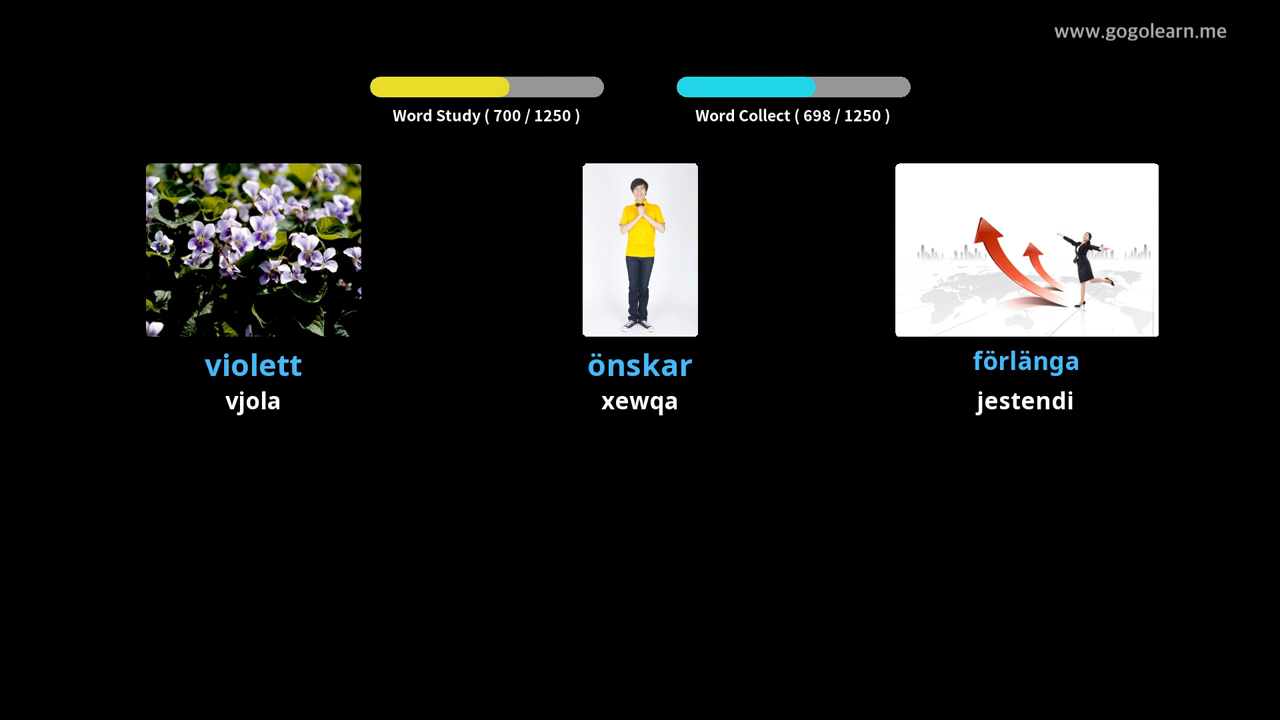 www.gogolearn.me
Word Study ( 700 / 1250 )
Word Collect ( 698 / 1250 )
violett
vjola
önskar
xewqa
förlänga
jestendi